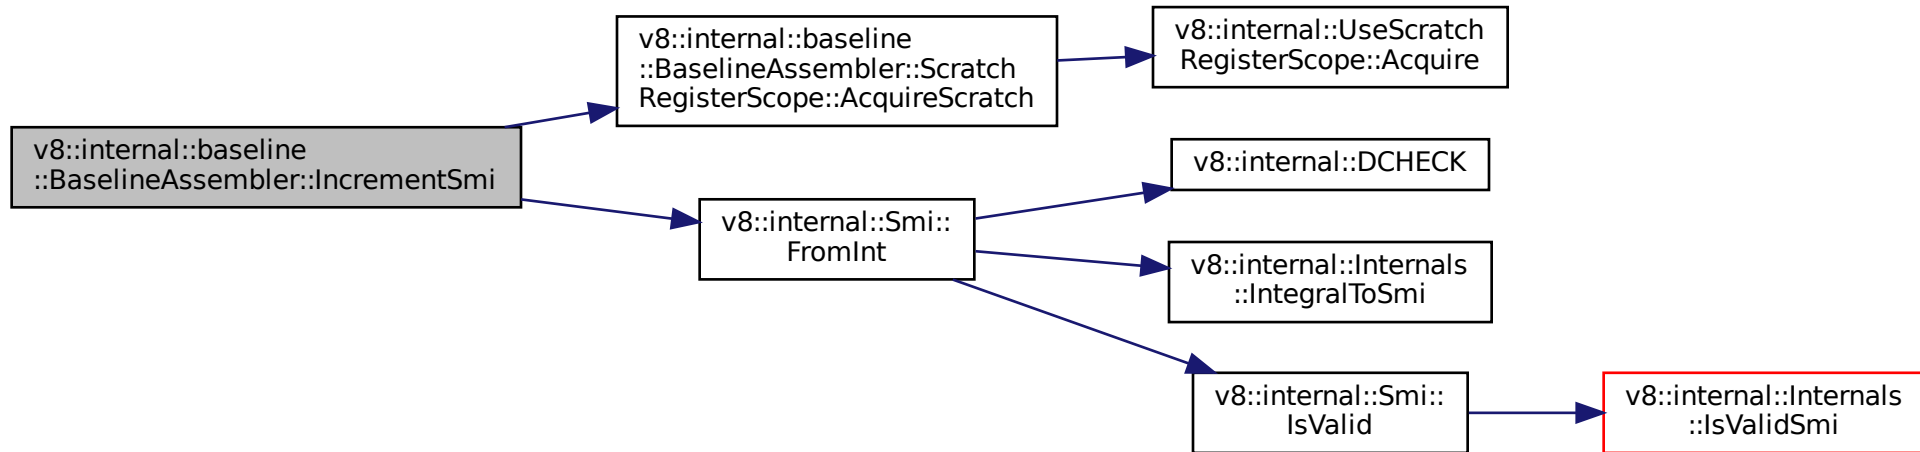 v8::internal::baseline
::BaselineAssembler::IncrementSmi
v8::internal::baseline
::BaselineAssembler::Scratch
RegisterScope::AcquireScratch
v8::internal::UseScratch
RegisterScope::Acquire
v8::internal::Smi::
FromInt
v8::internal::DCHECK
v8::internal::Internals
::IntegralToSmi
v8::internal::Smi::
IsValid
v8::internal::Internals
::IsValidSmi